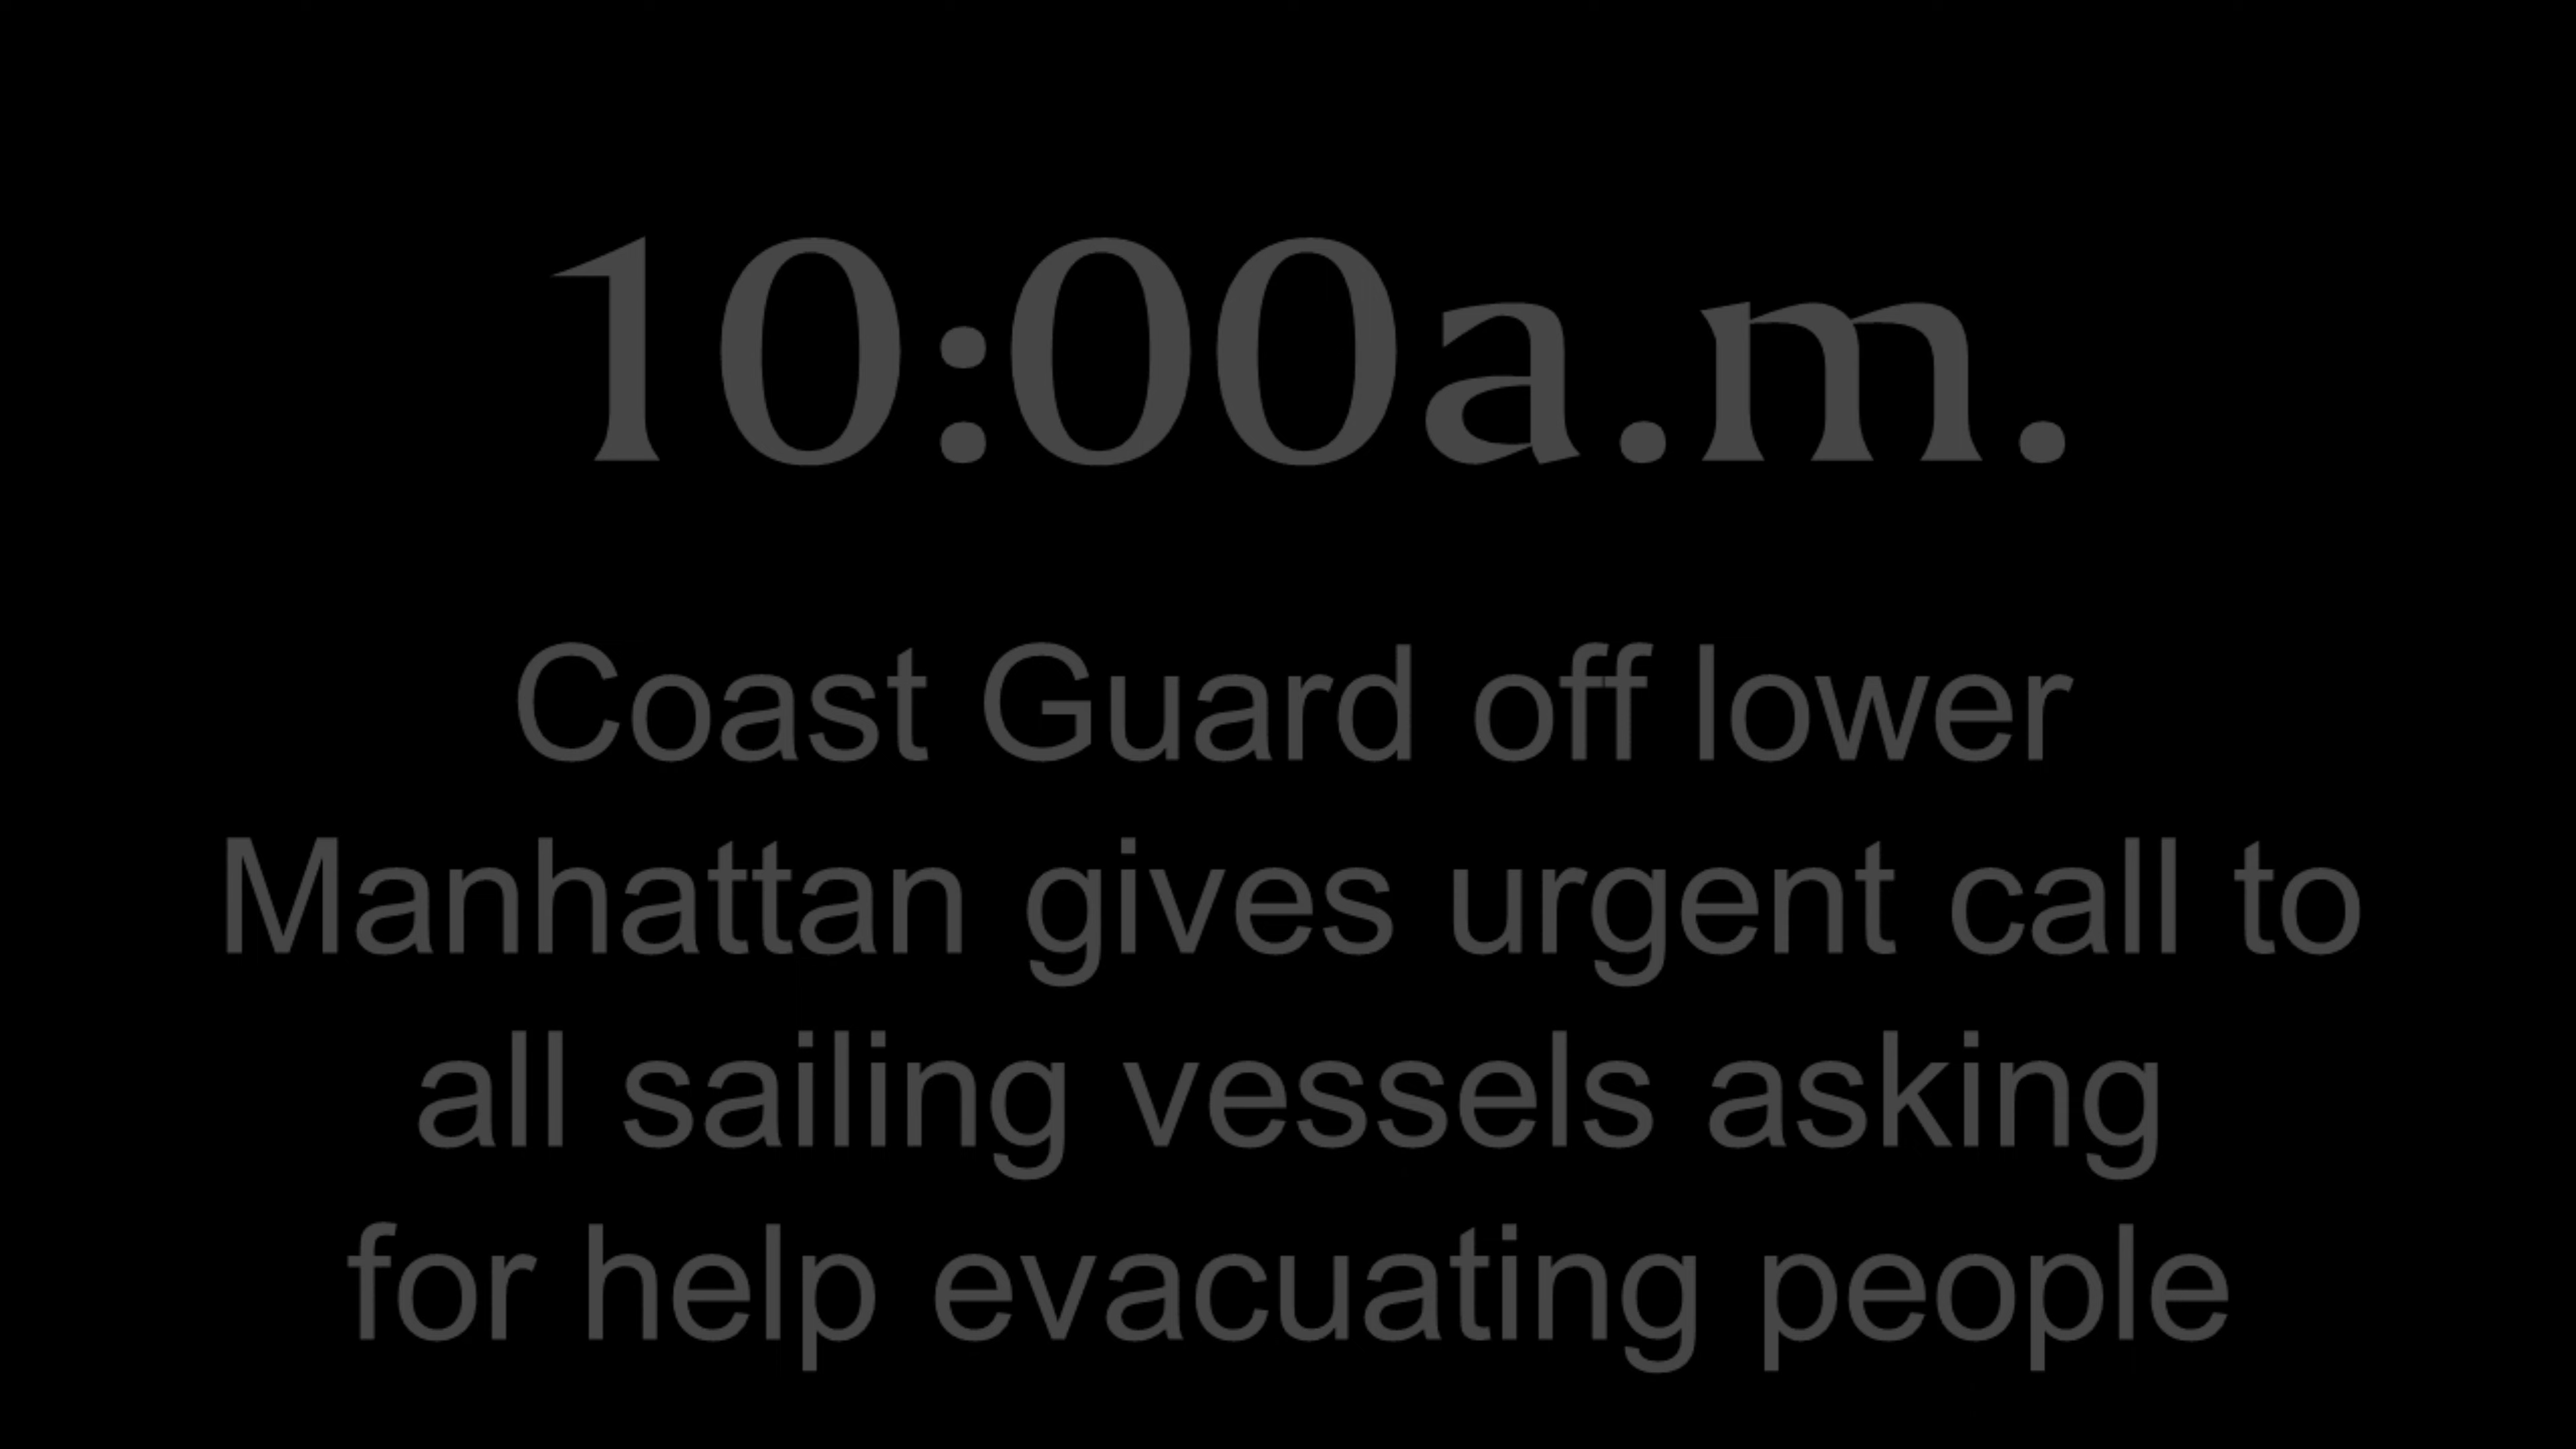 10:00a.m.
Coast Guard off lower
Manhattan gives urgent call to
all sailing vessels asking
for help evacuating people